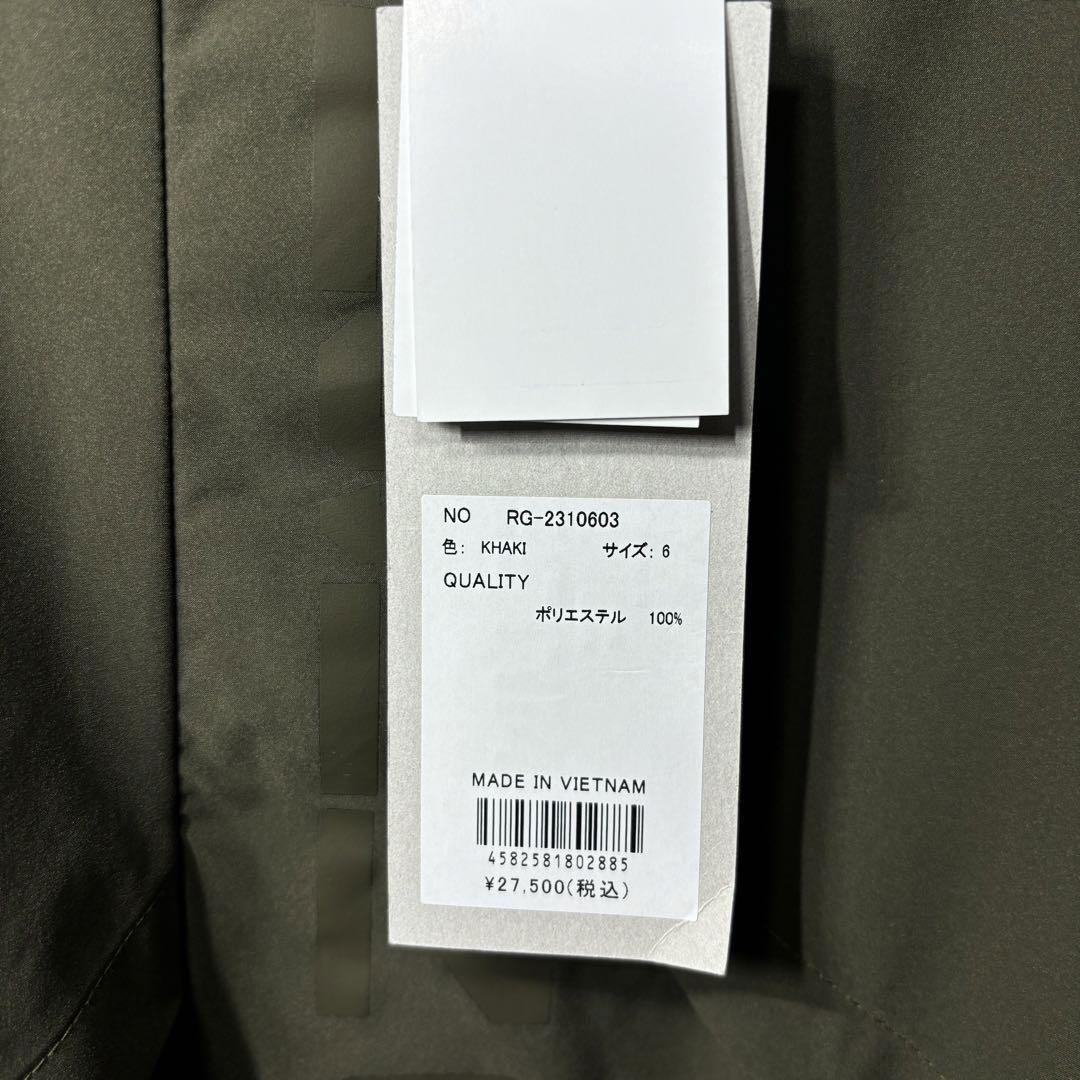 NO RG-2310603
色: KHAKI サイズ: 6
QUALITY
ポリエステル 100%
MADE IN VIETNAM
4582581802885
¥27,500(税込)